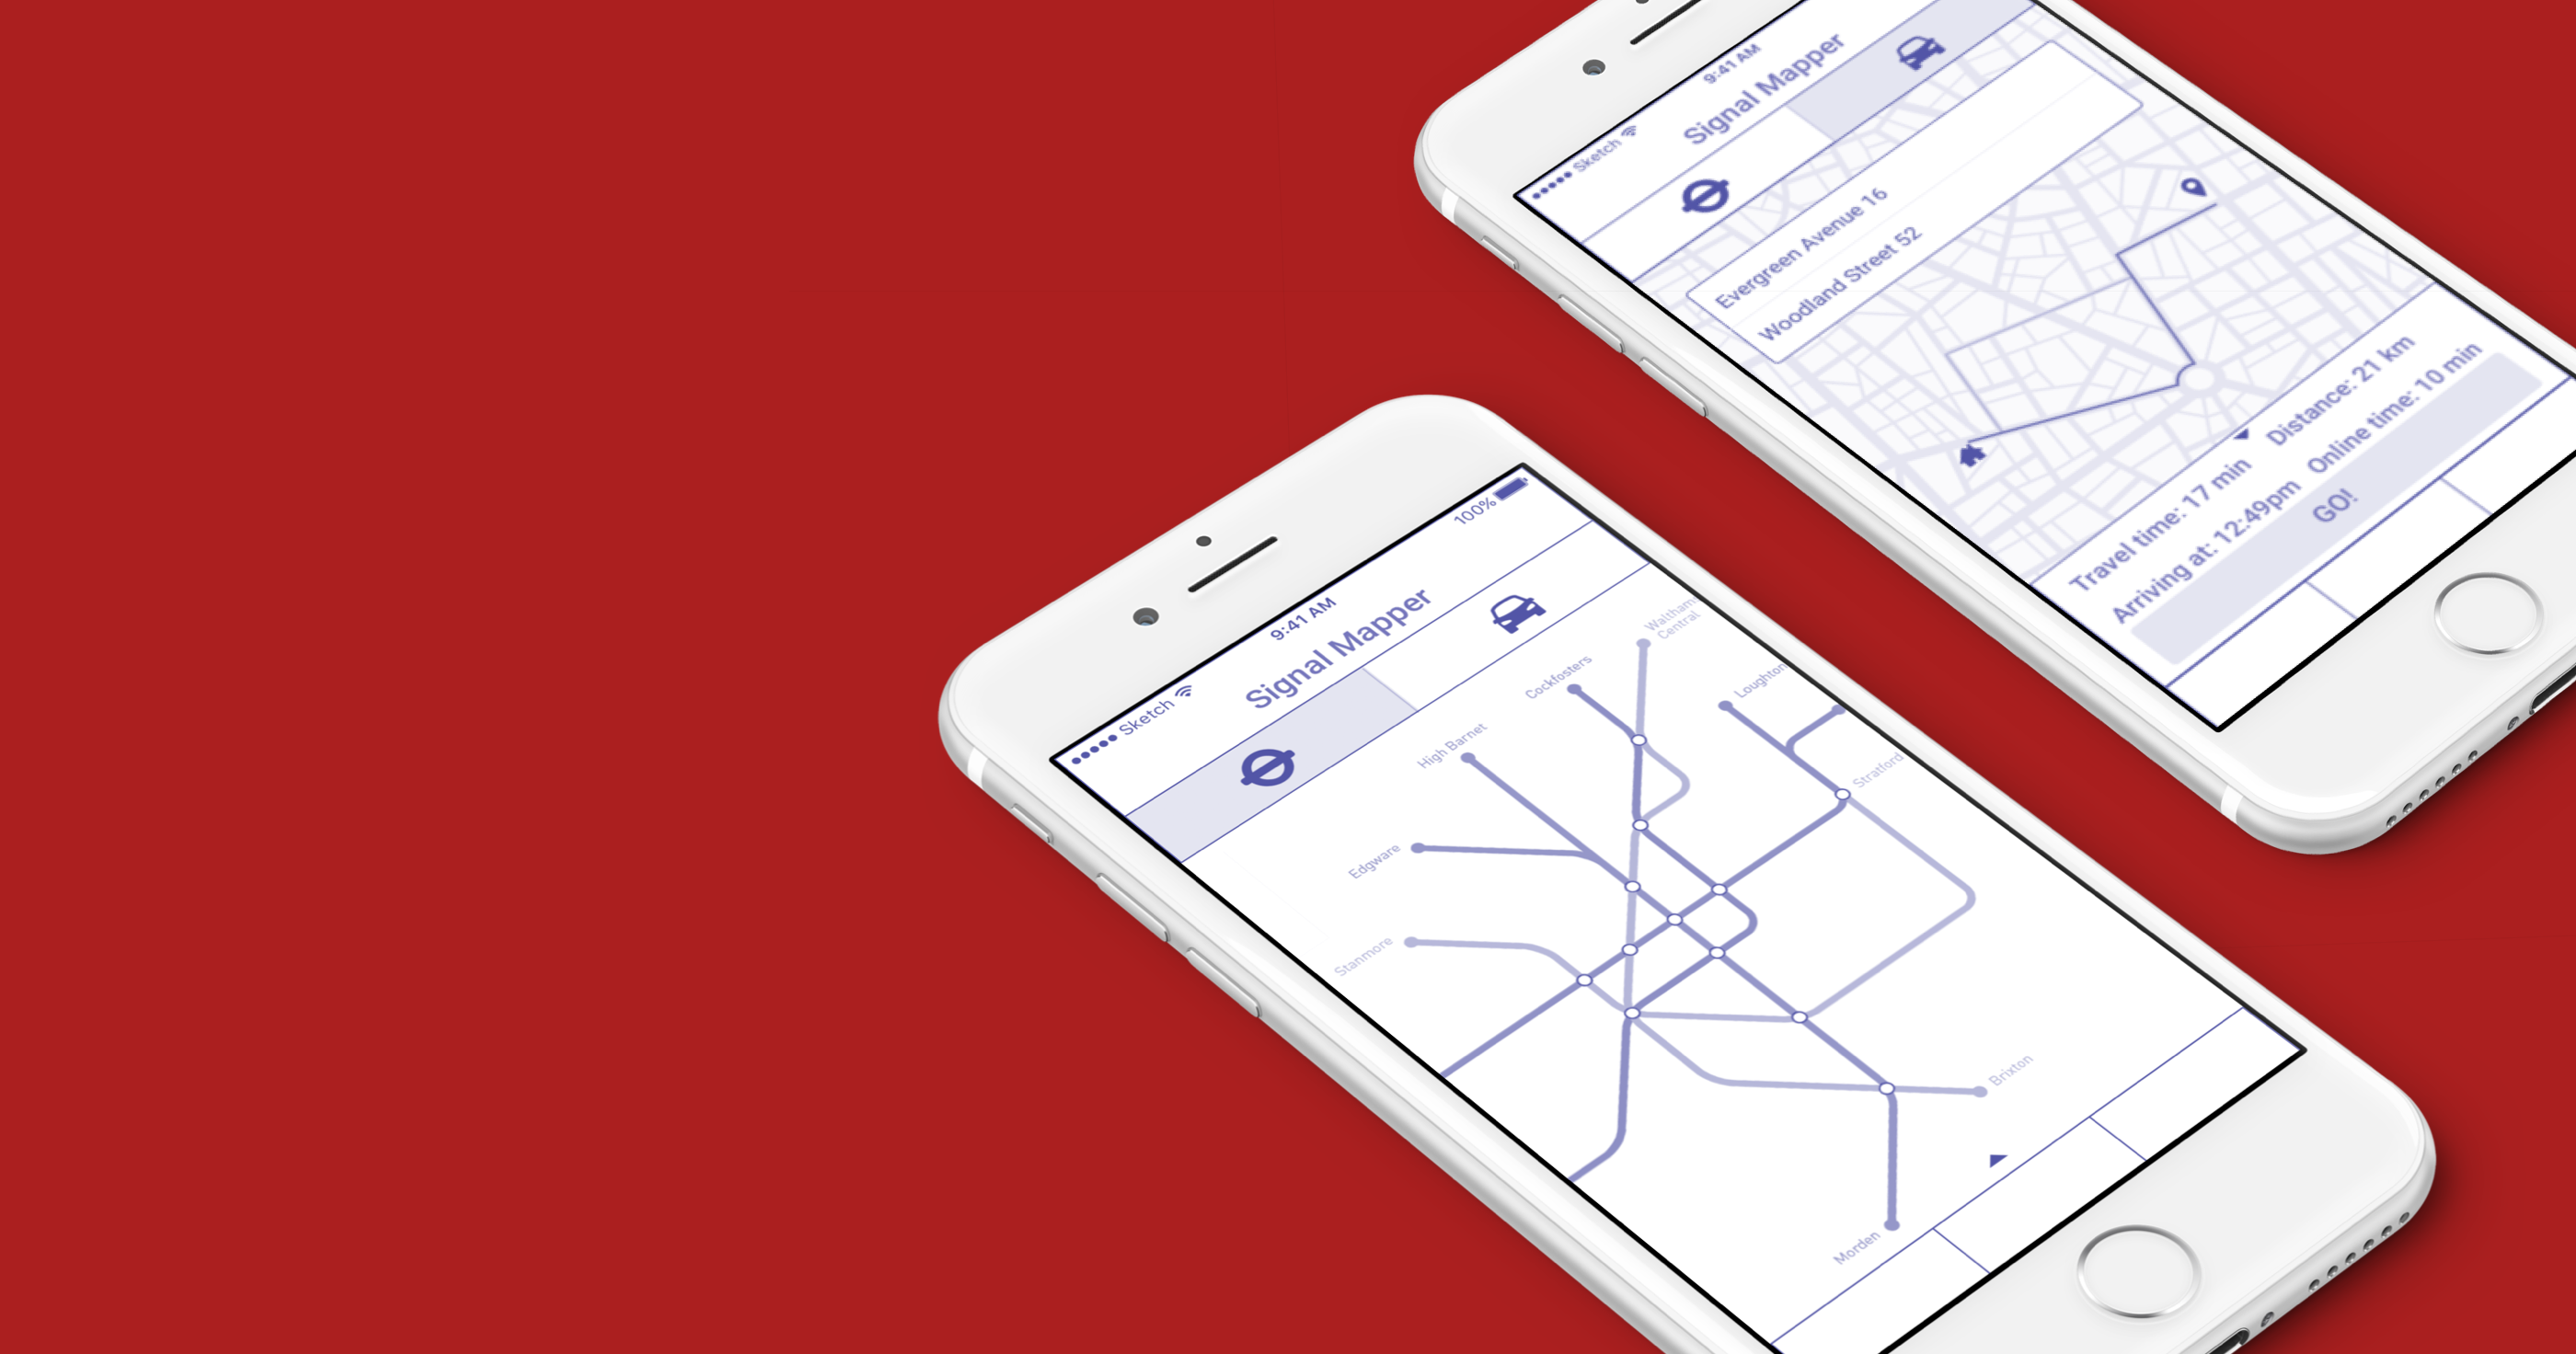 Sketch 9:41 AM
Signal Mapper
Evergreen Avenue 16
Woodland Street 52
Travel time: 17 min Distance: 21 km
Arriving at: 12:49pm Online time: 10 min
GO!
Sketch 9:41 AM 100%
Signal Mapper
Waltham
Central
Cockfosters
Loughton
High Barnet
Stratford
Edgware
Stanmore
Brixton
Morden